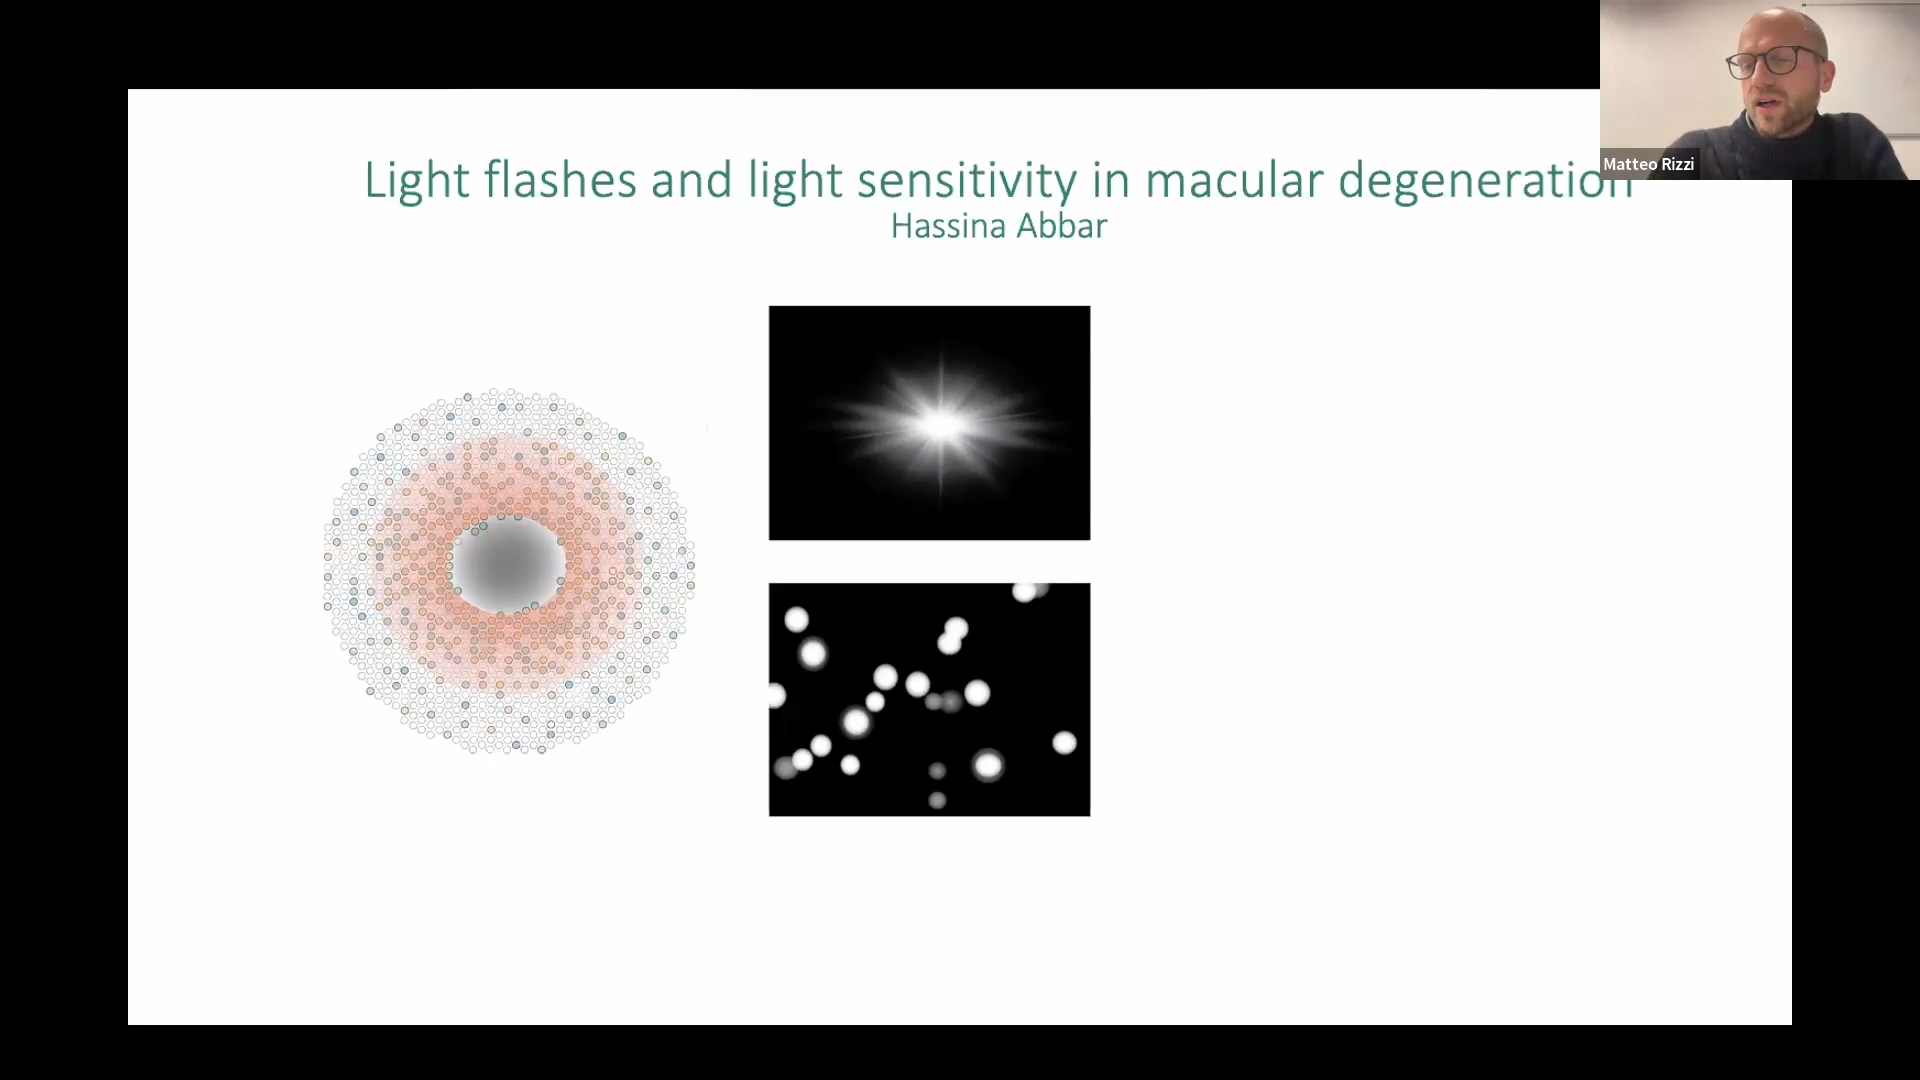 Light flashes and light sensitivity in macular degeneration
Hassina Abbar
Matteo Rizzi